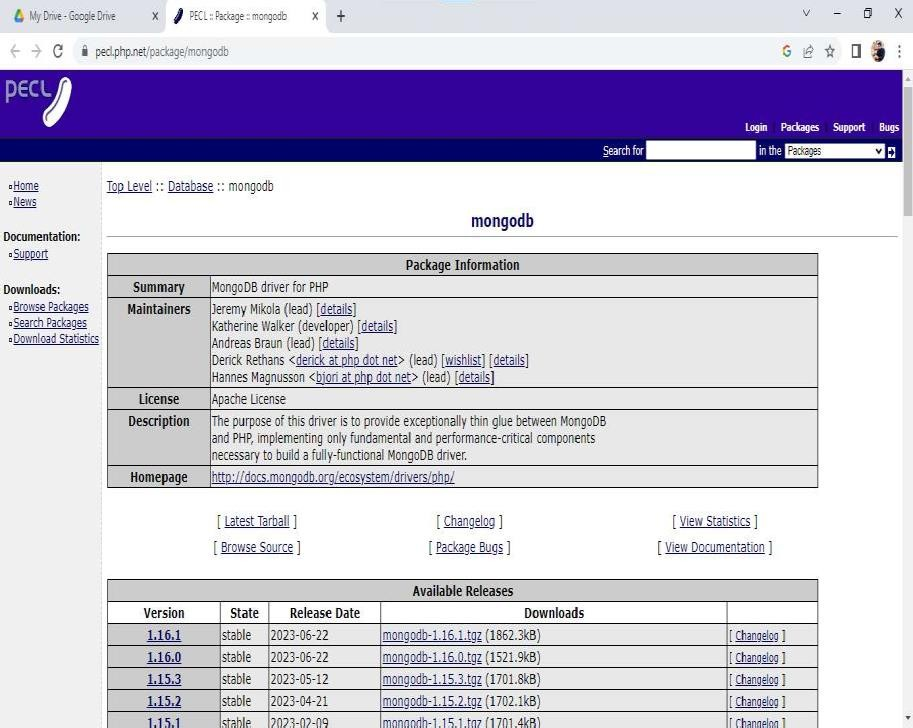 My Drive - Google Drive
PECL :: Package :: mongodb
pecl.php.net/package/mongodb
PECL
Login Packages Support Bugs
Search for in the Packages
Home
News
Documentation:
Support
Downloads:
Browse Packages
Search Packages
Download Statistics
Top Level :: Database :: mongodb
mongodb
Package Information
Summary MongoDB driver for PHP
Maintainers Jeremy Mikola (lead) [details]
Katherine Walker (developer) [details]
Andreas Braun (lead) [details]
Derick Rethans <derick at php dot net> (lead) [wishlist] [details]
Hannes Magnusson <bjori at php dot net> (lead) [details]
License Apache License
Description The purpose of this driver is to provide exceptionally thin glue between MongoDB
and PHP, implementing only fundamental and performance-critical components
necessary to build a fully-functional MongoDB driver.
Homepage http://docs.mongodb.org/ecosystem/drivers/php/
[ Latest Tarball ] [ Changelog ] [ View Statistics ]
[ Browse Source ] [ Package Bugs ] [ View Documentation ]
Available Releases
Version State Release Date Downloads
1.16.1 stable 2023-06-22 mongodb-1.16.1.tgz (1862.3kB) [ Changelog ]
1.16.0 stable 2023-06-22 mongodb-1.16.0.tgz (1521.9kB) [ Changelog ]
1.15.3 stable 2023-05-12 mongodb-1.15.3.tgz (1701.8kB) [ Changelog ]
1.15.2 stable 2023-04-21 mongodb-1.15.2.tgz (1702.1kB) [ Changelog ]
1.15.1 stable 2023-02-09 mongodb-1.15.1.tgz (1701.4kB) [ Changelog ]